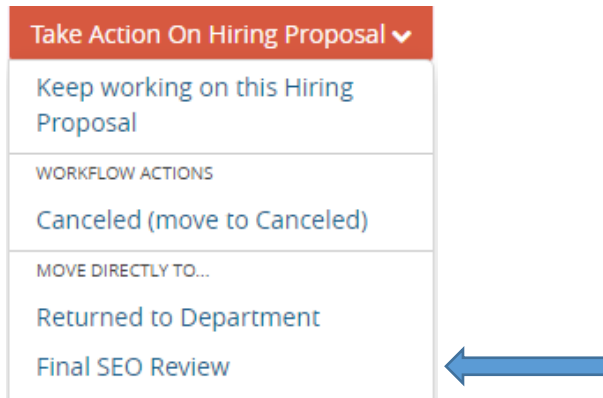 Take Action On Hiring Proposal
Keep working on this Hiring
Proposal
WORKFLOW ACTIONS
Canceled (move to Canceled)
MOVE DIRECTLY TO...
Returned to Department
Final SEO Review